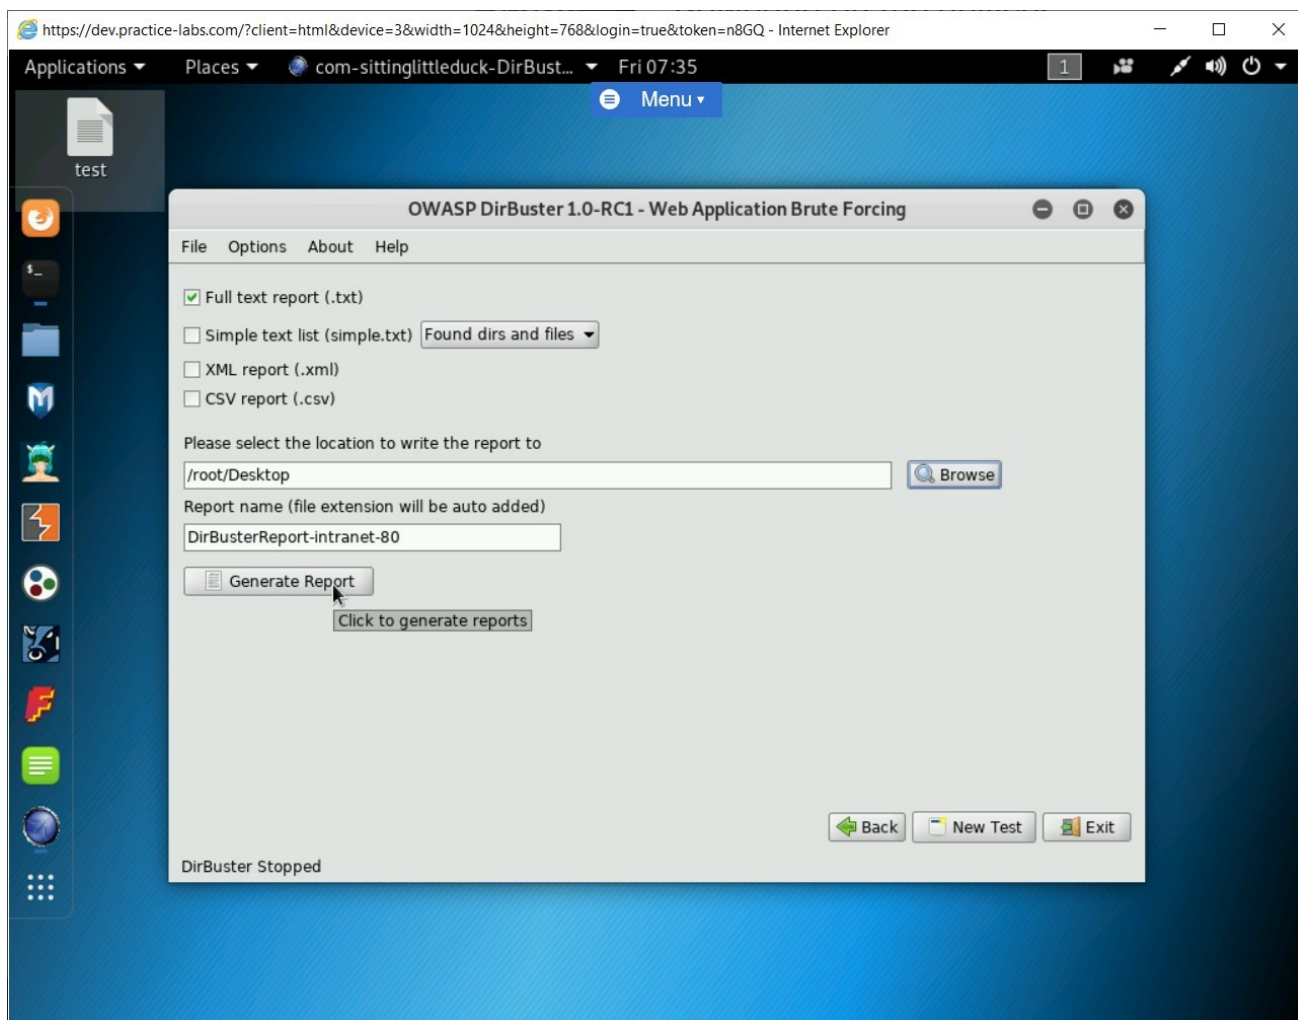 https://dev.practice-labs.com/?client=html&device=3&width=1024&height=768&login=true&token=n8GQ - Internet Explorer
Applications Places com-sittinglittleduck-DirBust... Fri 07:35 1
Menu
test
OWASP DirBuster 1.0-RC1 - Web Application Brute Forcing
File Options About Help
$_
Full text report (.txt)
Simple text list (simple.txt) Found dirs and files
XML report (.xml)
CSV report (.csv)
Please select the location to write the report to
/root/Desktop Browse
Report name (file extension will be auto added)
DirBusterReport-intranet-80
Generate Report
Click to generate reports
Back New Test Exit
DirBuster Stopped